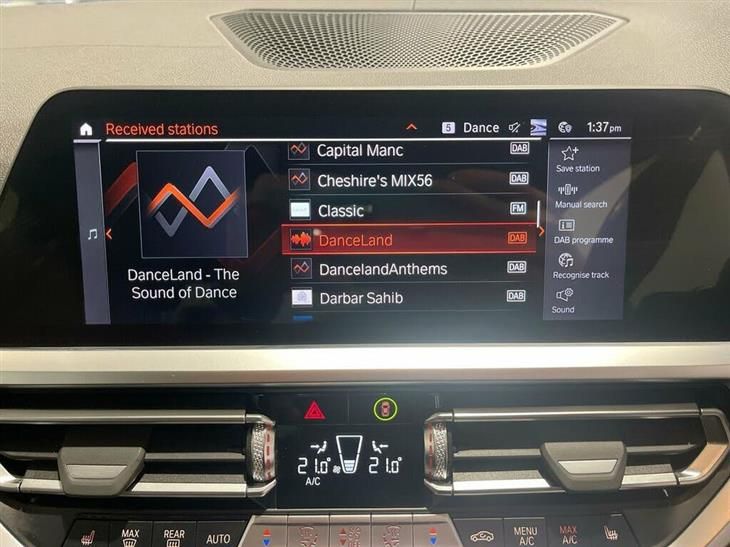 Received stations
5 Dance 1:37pm
Capital Manc DAB
Cheshire's MIX56 DAB
Classic FM
DanceLand DAB
DancelandAnthems DAB
Darbar Sahib DAB
DanceLand - The
Sound of Dance
Save station
Manual search
DAB programme
Recognise track
Sound
21.0 21.0
A/C
MAX
REAR
AUTO
MENU
A/C
MAX
A/C